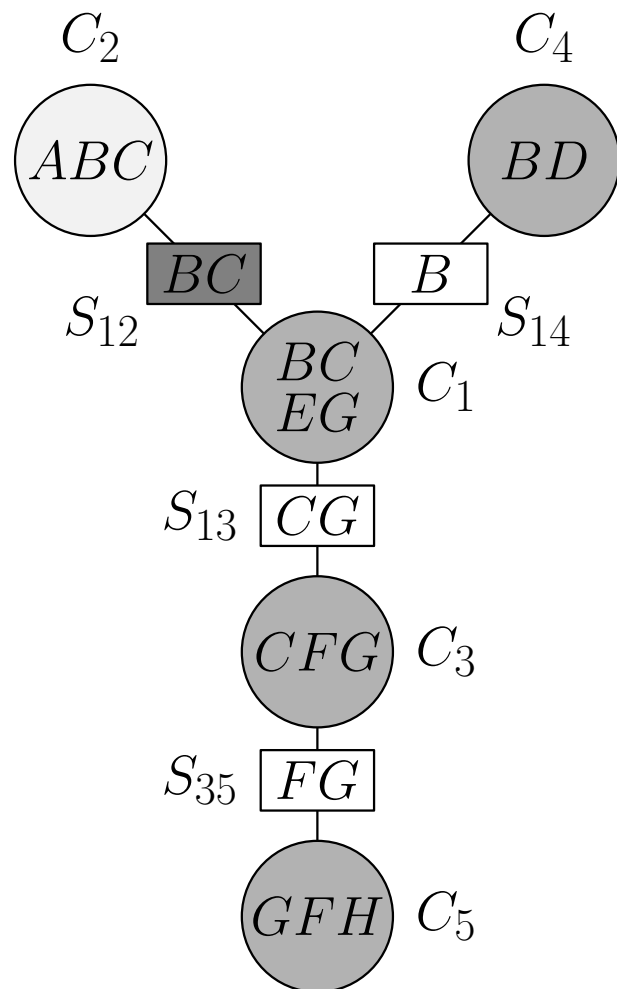 C₂
C₄
ABC
BD
BC
B
S₁₂
S₁₄
BC
EG
C₁
S₁₃
CG
CFG
C₃
S₃₅
FG
GFH
C₅